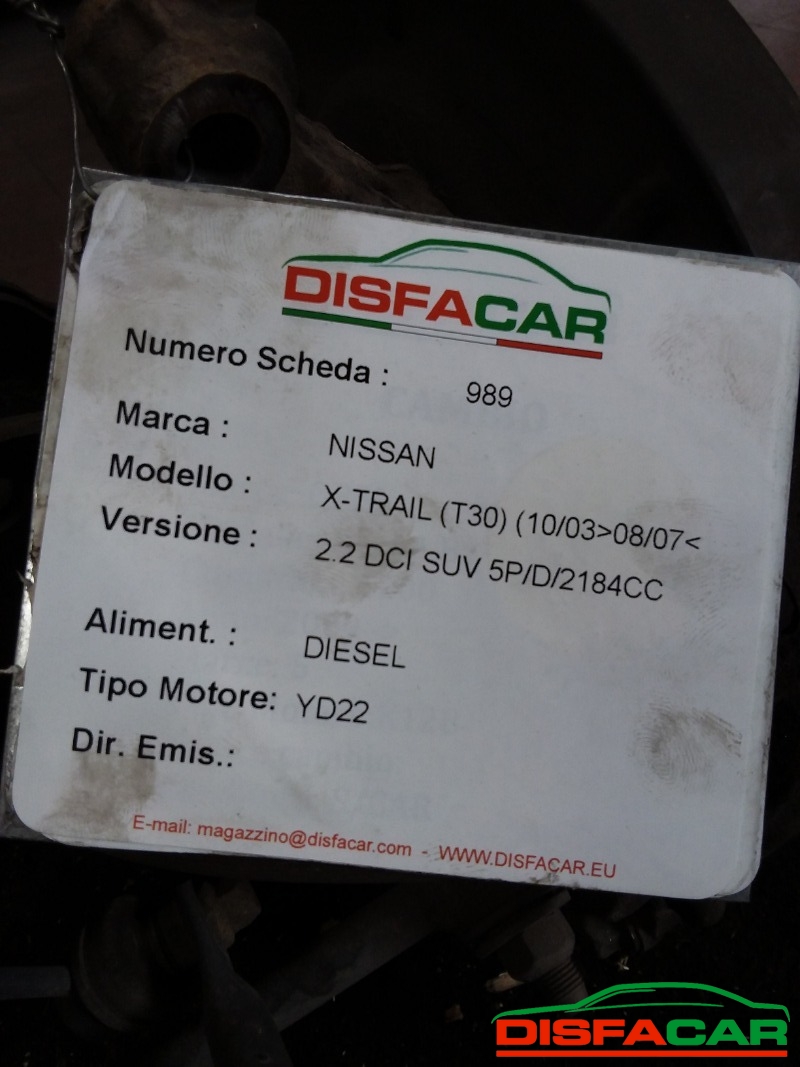 DISFACAR
Numero Scheda : 989
Marca : NISSAN
Modello : X-TRAIL (T30) (10/03>08/07<
Versione : 2.2 DCI SUV 5P/D/2184CC
Aliment. : DIESEL
Tipo Motore: YD22
Dir. Emis.:
E-mail: magazzino@disfacar.com - WWW.DISFACAR.EU
DISFACAR